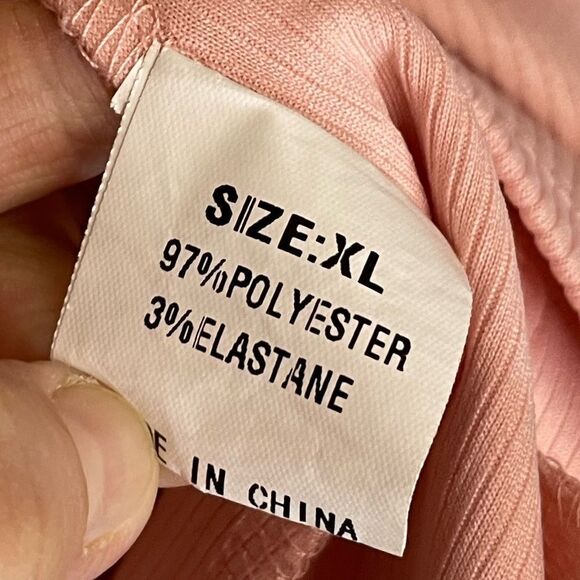 SIZE:XL
97%POLYESTER
3%ELASTANE
IN CHINA